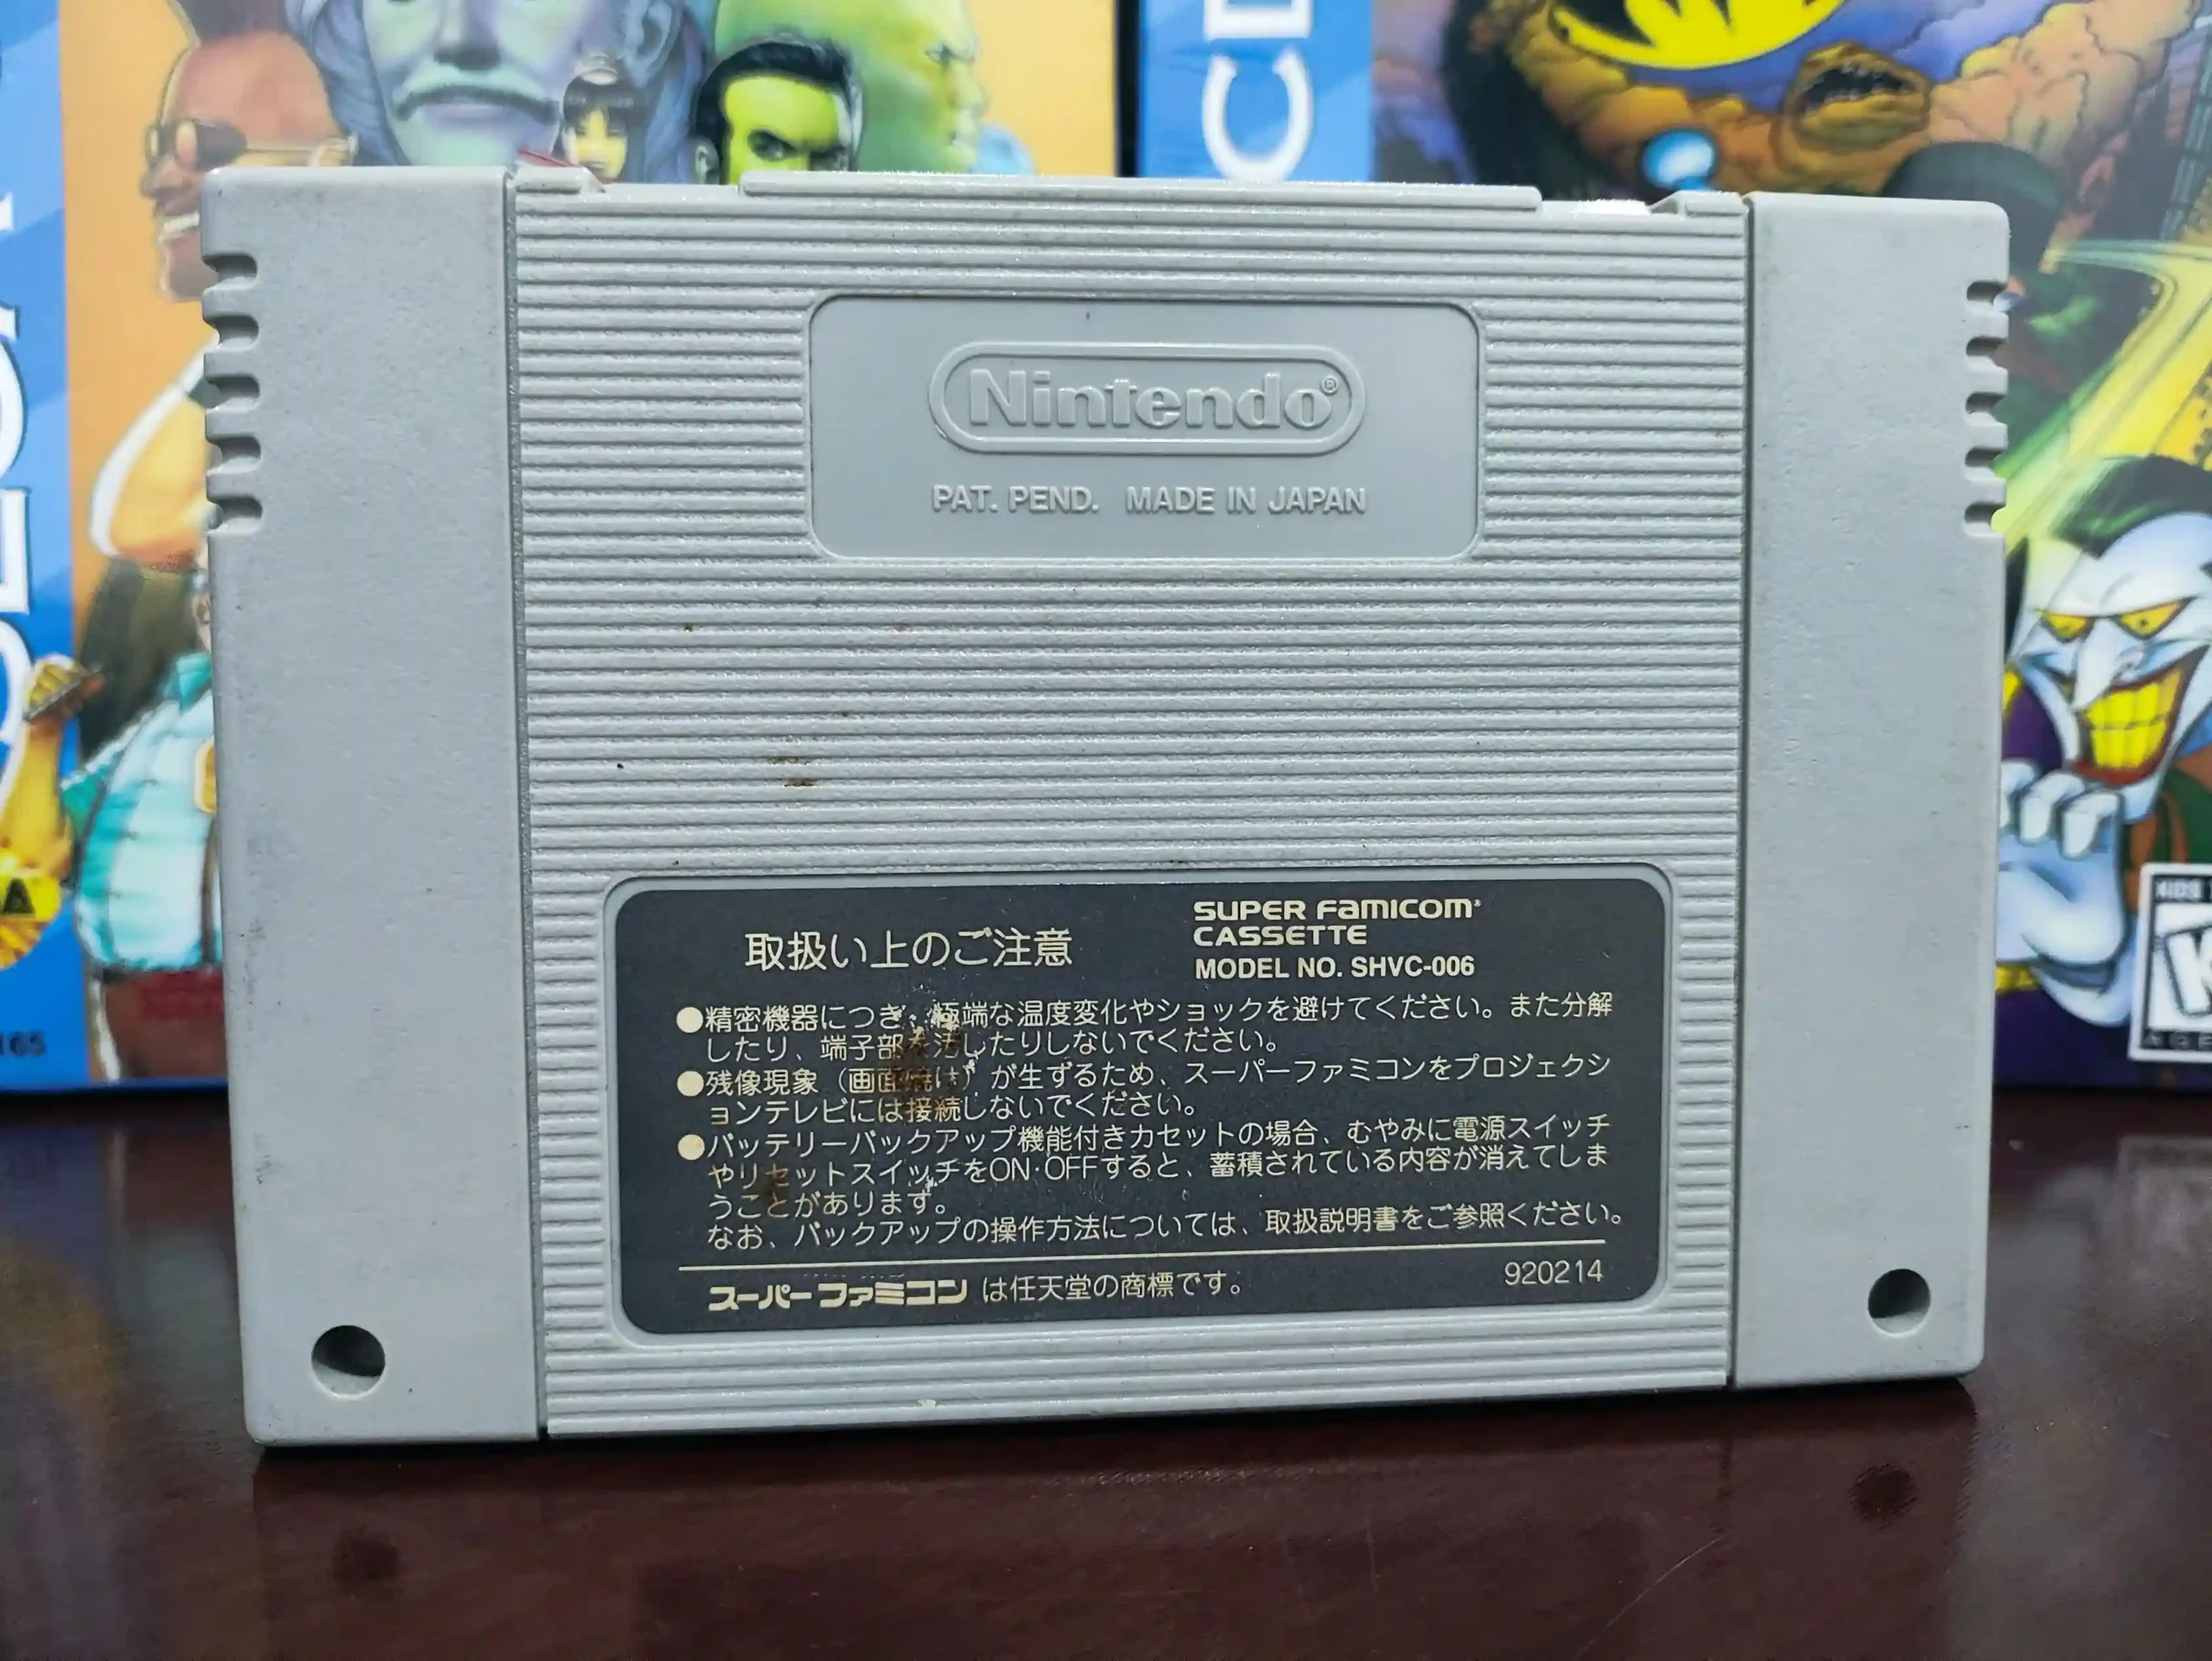 Nintendo®
PAT. PEND. MADE IN JAPAN
取扱い上のご注意
SUPER FAMICOM®
CASSETTE
MODEL NO. SHVC-006
●精密機器につき、極端な温度変化やショックを避けてください。また分解
したり、端子部を汚したりしないでください。
●残像現象（画面焼け）が生ずるため、スーパーファミコンをプロジェクシ
ョンテレビには接続しないでください。
●バッテリーバックアップ機能付きカセットの場合、むやみに電源スイッチ
やリセットスイッチをON·OFFすると、蓄積されている内容が消えてしま
うことがあります。
なお、バックアップの操作方法については、取扱説明書をご参照ください。
スーパーファミコン は任天堂の商標です。
920214